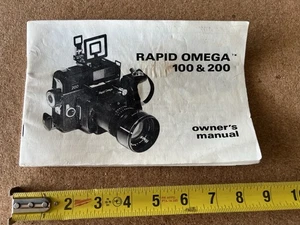 RAPID OMEGA™
100 & 200
owner's
manual
2 3 4 5 6 7 8 9 10